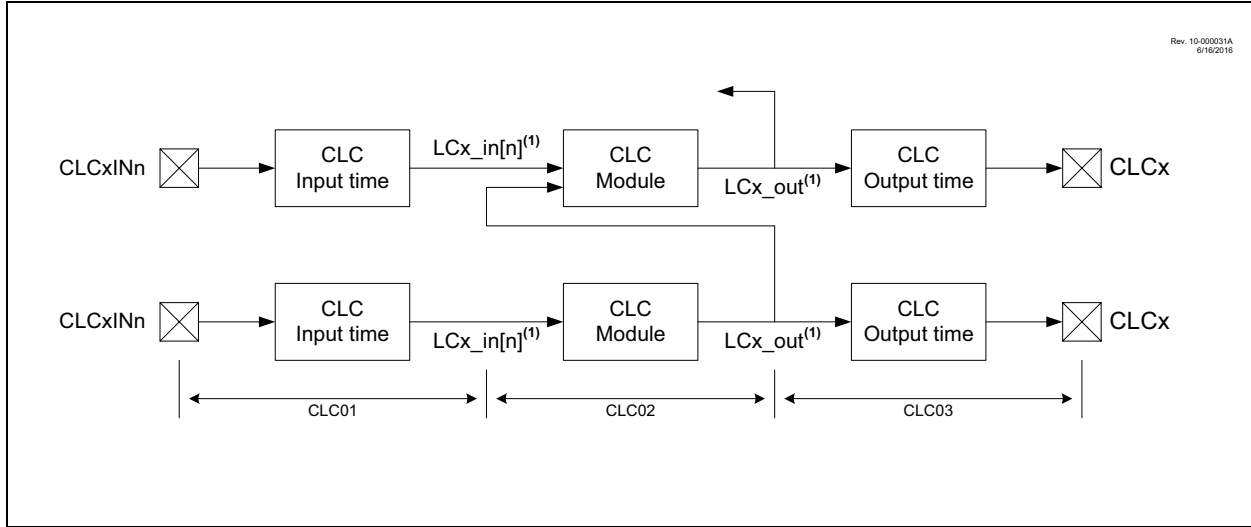 Rev. 10-000031A
6/16/2016
CLCxINn
CLC
Input time
LCx_in[n](1)
CLC
Module
LCx_out(1)
CLC
Output time
CLCx
CLCxINn
CLC
Input time
LCx_in[n](1)
CLC
Module
LCx_out(1)
CLC
Output time
CLCx
CLC01
CLC02
CLC03